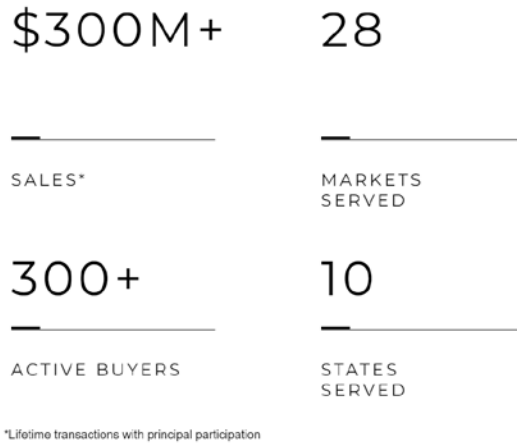 $300M+
28
SALES*
MARKETS
SERVED
300+
10
ACTIVE BUYERS
STATES
SERVED
*Lifetime transactions with principal participation